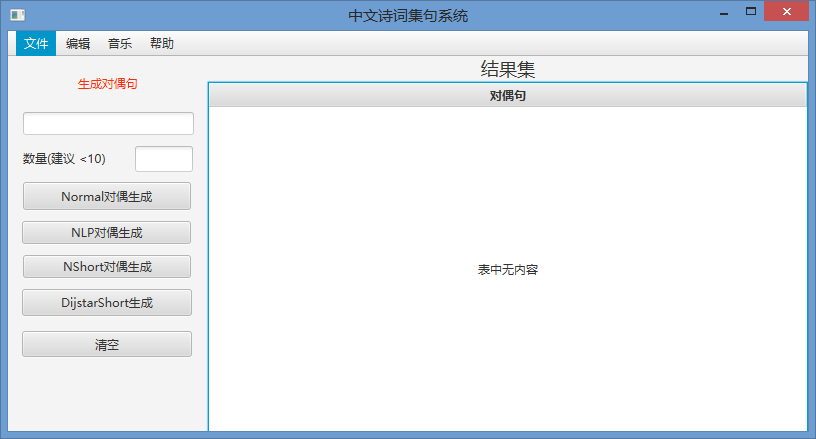 中文诗词集句系统
文件 编辑 音乐 帮助
生成对偶句
数量(建议 <10)
Normal对偶生成
NLP对偶生成
NShort对偶生成
DijstarShort生成
清空
结果集
对偶句
表中无内容